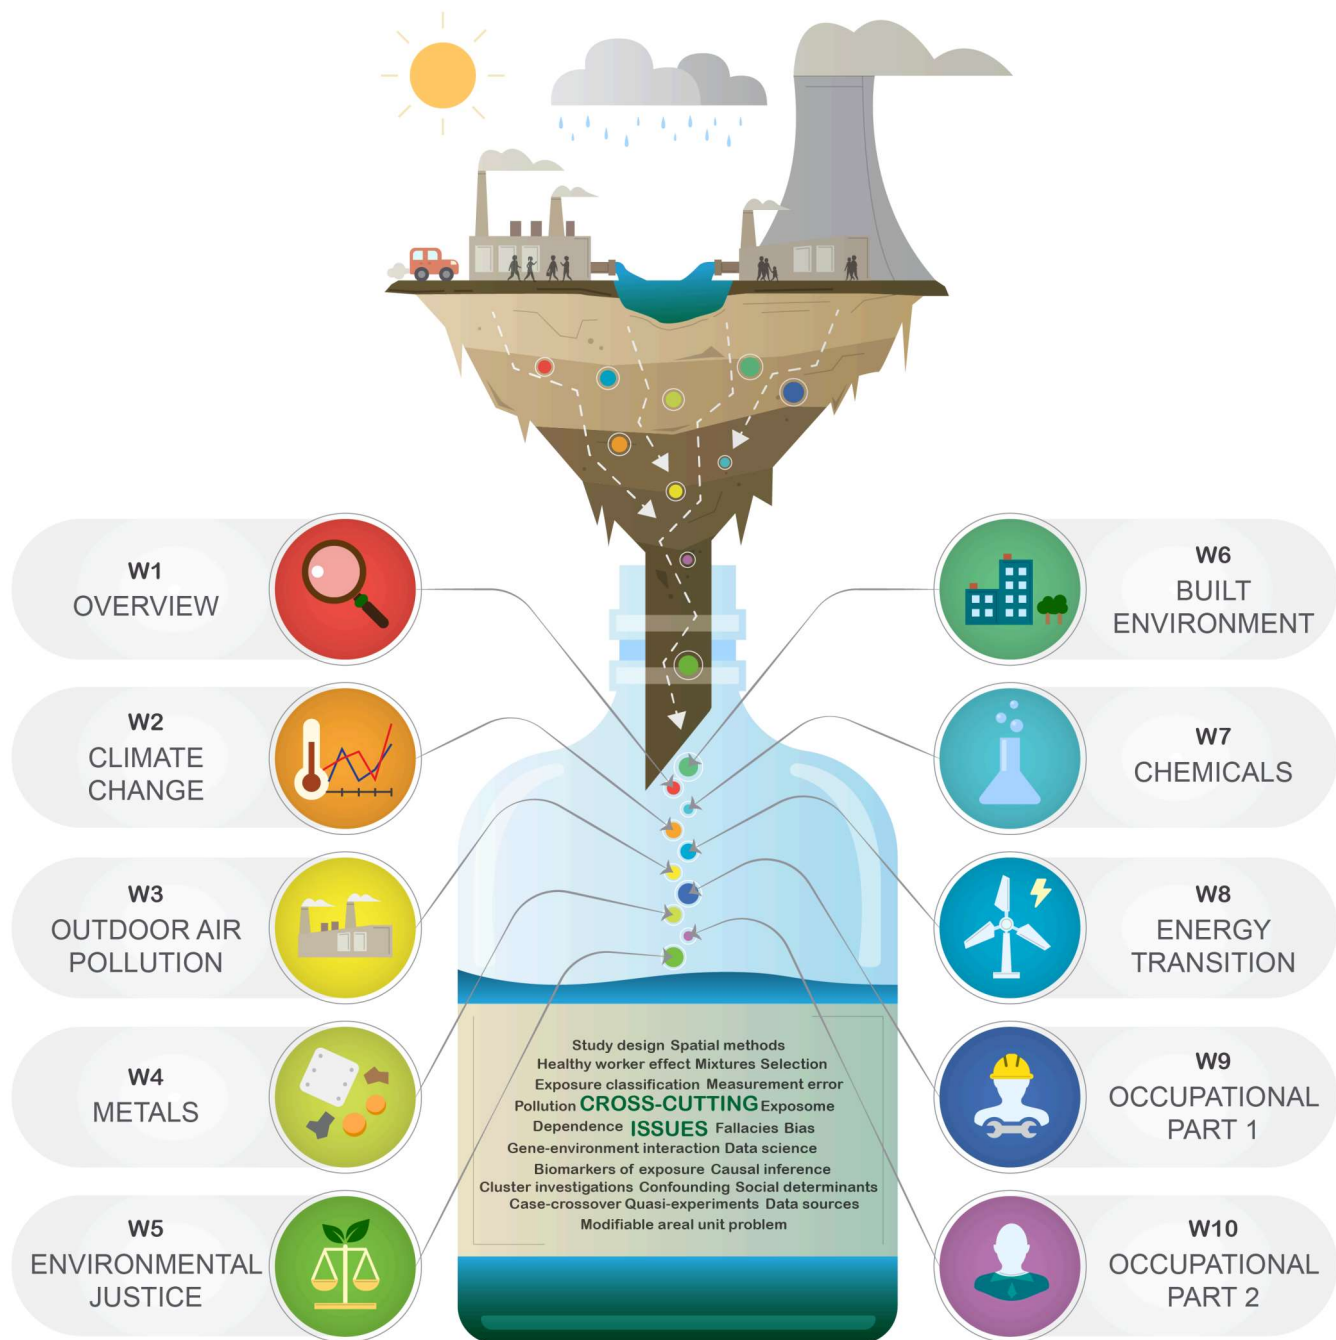 W1
OVERVIEW
W2
CLIMATE
CHANGE
W3
OUTDOOR AIR
POLLUTION
W4
METALS
W5
ENVIRONMENTAL
JUSTICE
W6
BUILT
ENVIRONMENT
W7
CHEMICALS
W8
ENERGY
TRANSITION
W9
OCCUPATIONAL
PART 1
W10
OCCUPATIONAL
PART 2
Study design Spatial methods
Healthy worker effect Mixtures Selection
Exposure classification Measurement error
Pollution CROSS-CUTTING Exposome
Dependence ISSUES Fallacies Bias
Gene-environment interaction Data science
Biomarkers of exposure Causal inference
Cluster investigations Confounding Social determinants
Case-crossover Quasi-experiments Data sources
Modifiable areal unit problem